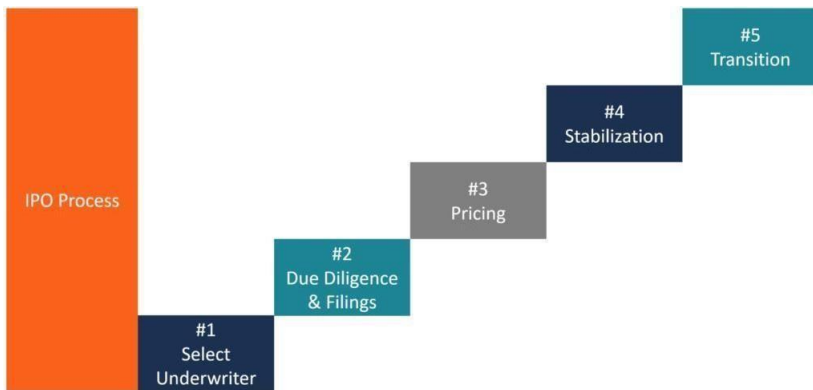 IPO Process
#1
Select
Underwriter
#2
Due Diligence
& Filings
#3
Pricing
#4
Stabilization
#5
Transition